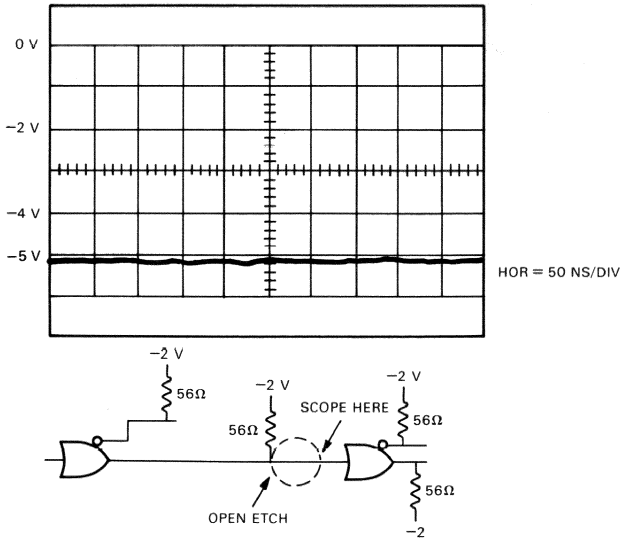 0 V
−2 V
−4 V
−5 V
HOR = 50 NS/DIV
−2 V
56Ω
−2 V
56Ω
SCOPE HERE
−2 V
56Ω
OPEN ETCH
56Ω
−2